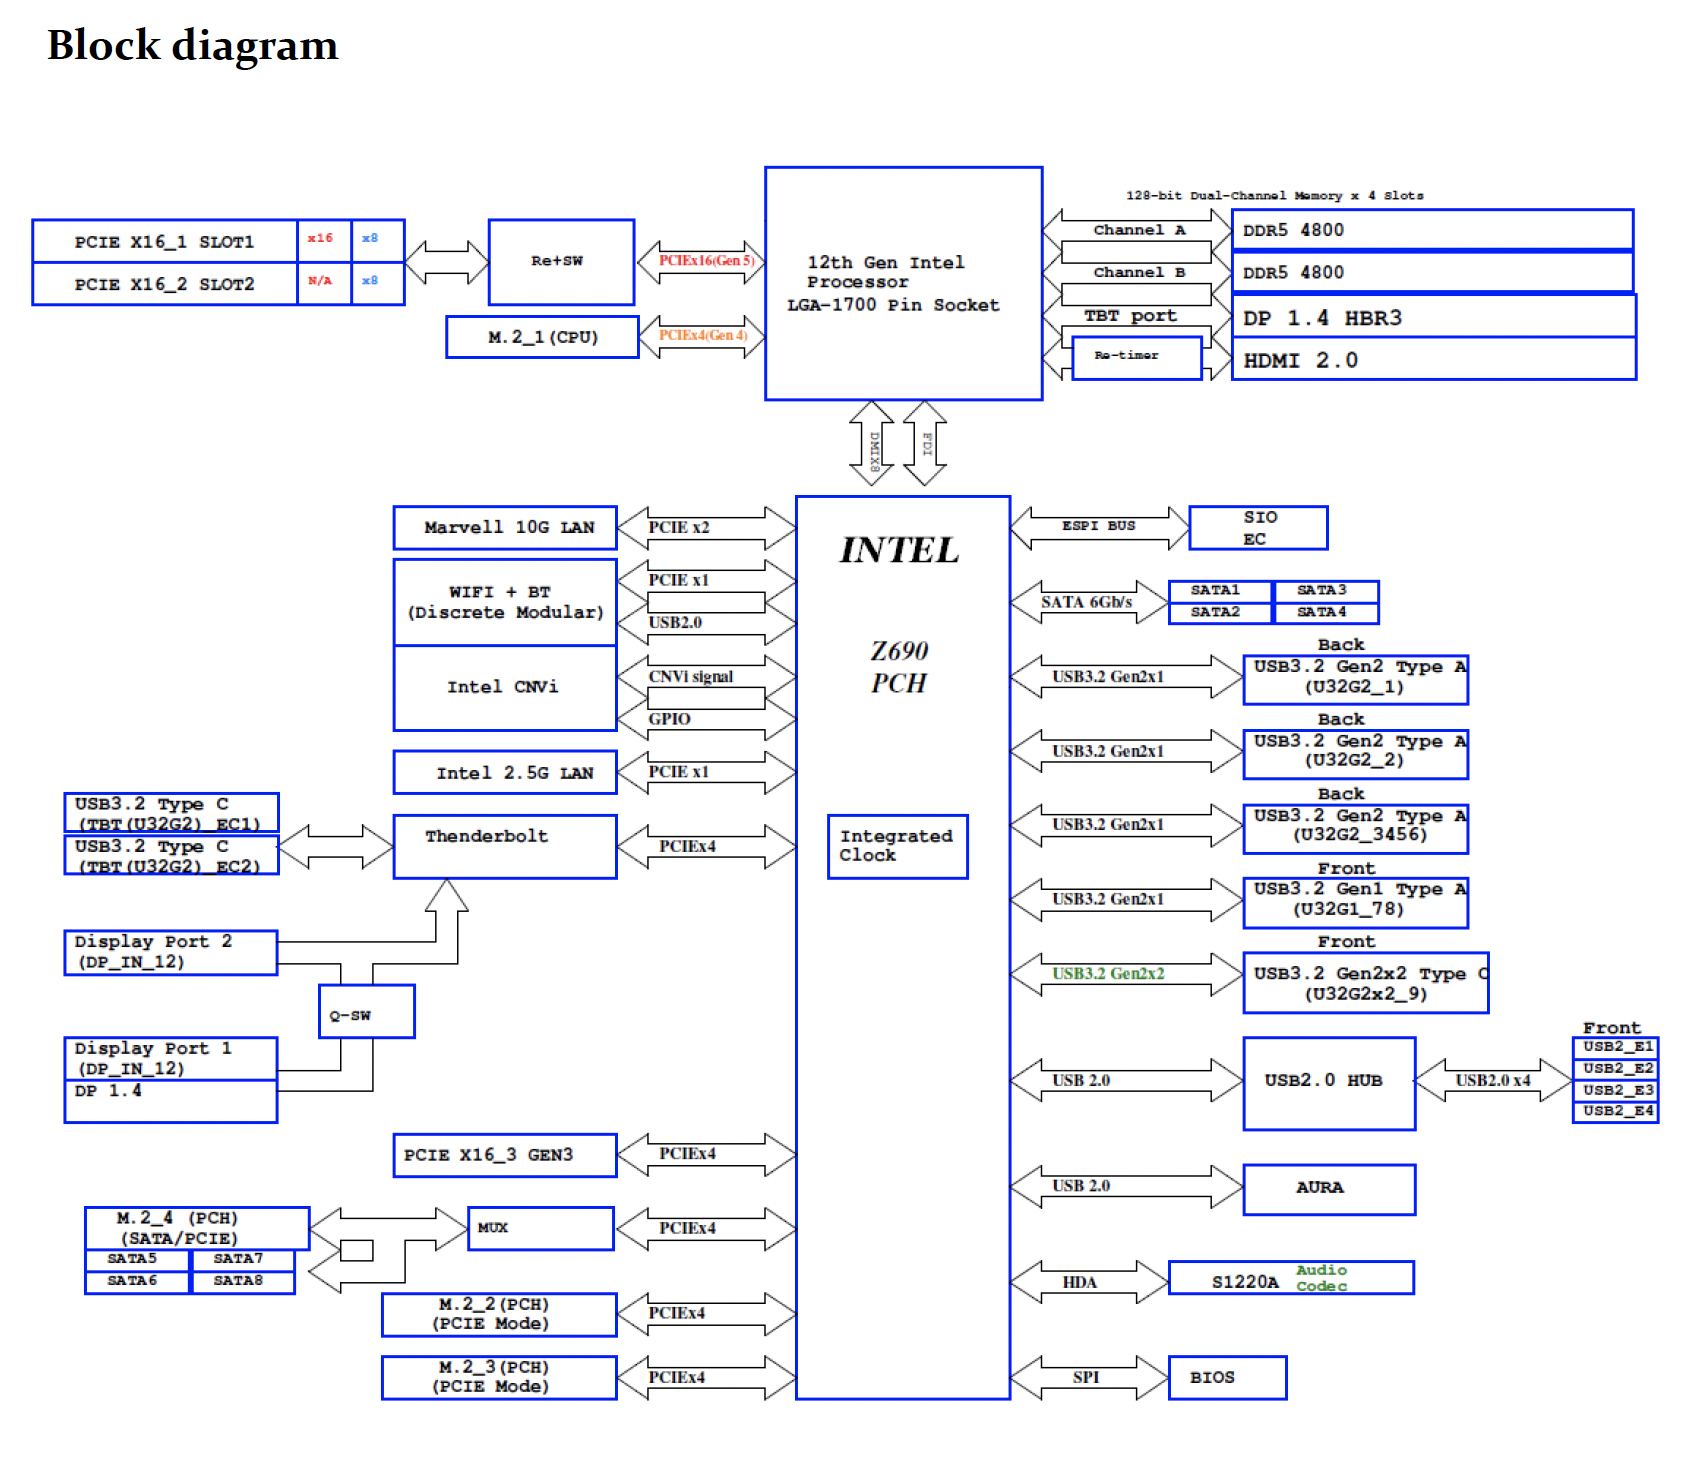 Block diagram
128-bit Dual-Channel Memory x 4 Slots
PCIE X16_1 SLOT1 x16 x8
PCIE X16_2 SLOT2 N/A x8
Re+SW
PCIEx16(Gen 5)
M.2_1(CPU)
PCIEx4(Gen 4)
12th Gen Intel
Processor
LGA-1700 Pin Socket
Channel A
DDR5 4800
Channel B
DDR5 4800
TBT port
DP 1.4 HBR3
Re-timer
HDMI 2.0
DMIX8
FDI
Marvell 10G LAN
PCIE x2
WIFI + BT
(Discrete Modular)
PCIE x1
USB2.0
Intel CNVi
CNVi signal
GPIO
Intel 2.5G LAN
PCIE x1
USB3.2 Type C
(TBT(U32G2)_EC1)
USB3.2 Type C
(TBT(U32G2)_EC2)
Thenderbolt
PCIEx4
Display Port 2
(DP_IN_12)
Q-SW
Display Port 1
(DP_IN_12)
DP 1.4
PCIE X16_3 GEN3
PCIEx4
M.2_4 (PCH)
(SATA/PCIE)
SATA5 SATA7
SATA6 SATA8
MUX
PCIEx4
M.2_2(PCH)
(PCIE Mode)
PCIEx4
M.2_3(PCH)
(PCIE Mode)
PCIEx4
INTEL
Z690
PCH
Integrated
Clock
ESPI BUS
SIO
EC
SATA 6Gb/s
SATA1 SATA3
SATA2 SATA4
Back
USB3.2 Gen2x1
USB3.2 Gen2 Type A
(U32G2_1)
Back
USB3.2 Gen2x1
USB3.2 Gen2 Type A
(U32G2_2)
Back
USB3.2 Gen2x1
USB3.2 Gen2 Type A
(U32G2_3456)
Front
USB3.2 Gen2x1
USB3.2 Gen1 Type A
(U32G1_78)
Front
USB3.2 Gen2x2
USB3.2 Gen2x2 Type C
(U32G2x2_9)
USB 2.0
USB2.0 HUB
USB2.0 x4
Front
USB2_E1
USB2_E2
USB2_E3
USB2_E4
USB 2.0
AURA
HDA
S1220A
Audio
Codec
SPI
BIOS